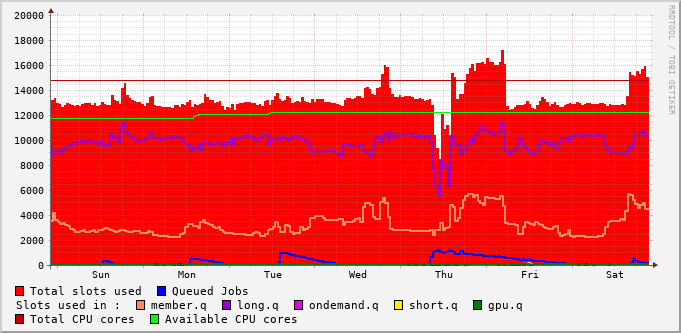 RRDTOOL / TOBI OETIKER
20000
18000
16000
14000
12000
10000
8000
6000
4000
2000
0
Sun Mon Tue Wed Thu Fri Sat
Total slots used Queued Jobs
Slots used in : member.q long.q ondemand.q short.q gpu.q
Total CPU cores Available CPU cores